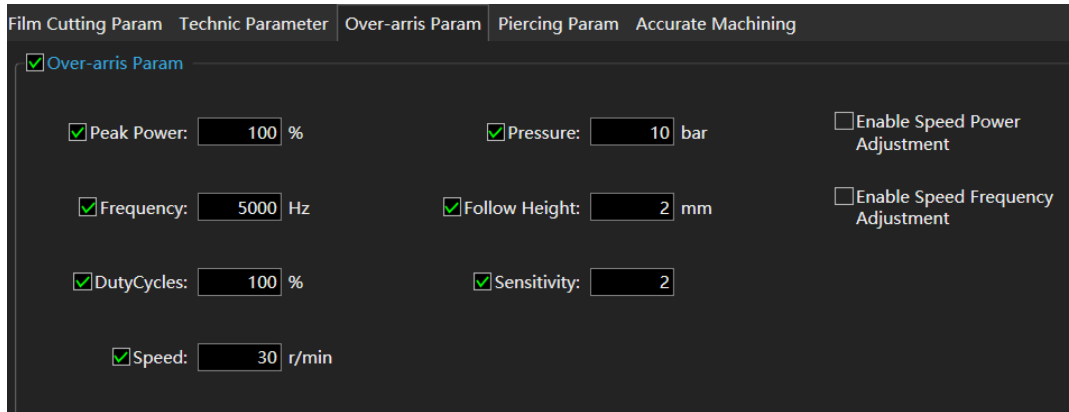 Film Cutting Param Technic Parameter Over-arris Param Piercing Param Accurate Machining
Over-arris Param
Peak Power: 100 % Pressure: 10 bar Enable Speed Power
Adjustment
Frequency: 5000 Hz Follow Height: 2 mm Enable Speed Frequency
Adjustment
DutyCycles: 100 % Sensitivity: 2
Speed: 30 r/min